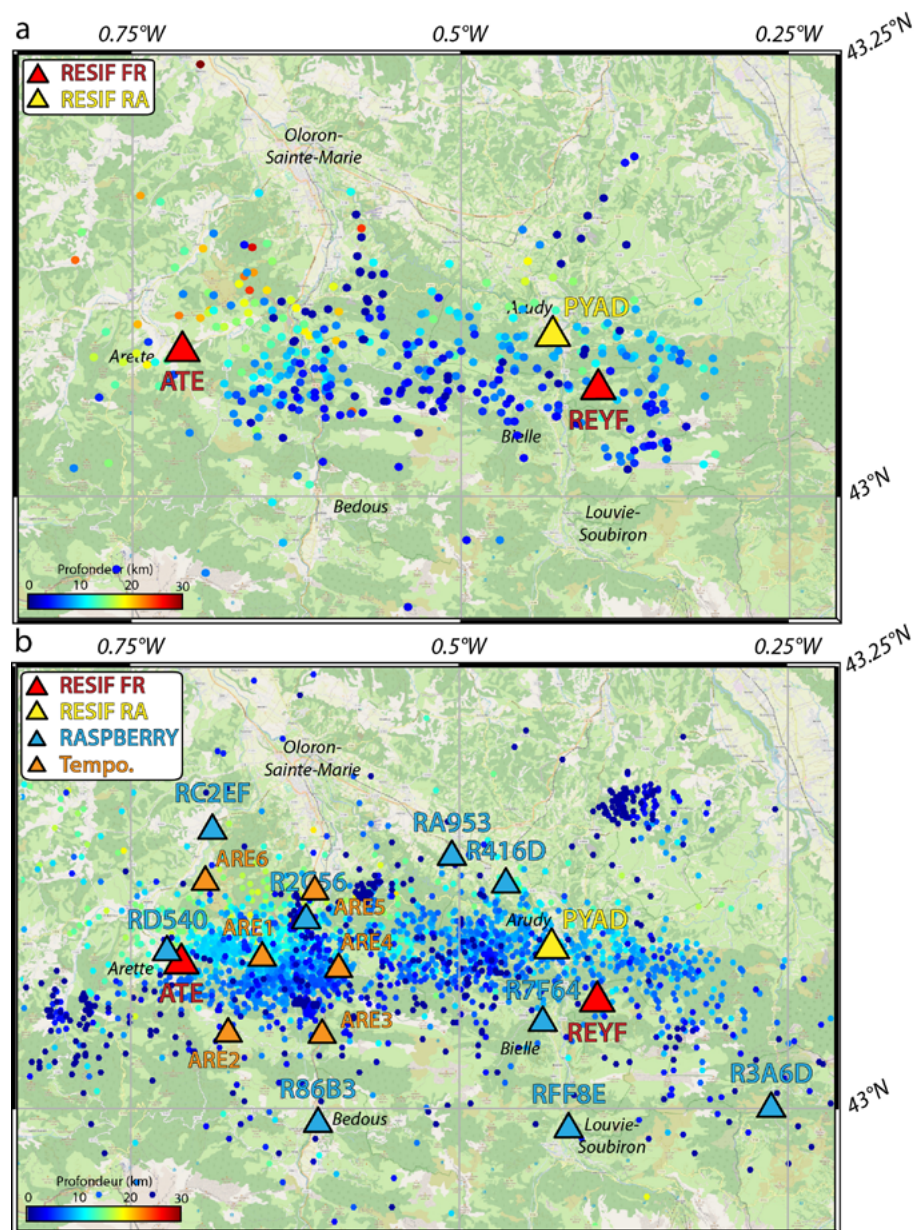 a
0.75°W
0.5°W
0.25°W
43.25°N
RESIF FR
RESIF RA
Oloron-
Sainte-Marie
Arudy
PYAD
Arette
ATE
REYF
Bielle
43°N
Bedous
Louvie-
Soubiron
Profondeur (km)
0 10 20 30
b
0.75°W
0.5°W
0.25°W
43.25°N
RESIF FR
RESIF RA
RASPBERRY
Tempo.
Oloron-
Sainte-Marie
RC2EF
RA953
ARE6
R416D
ARE5
RD540
ARE1
Arudy
PYAD
ARE4
Arette
ATE
R7F64
ARE3
REYF
Bielle
ARE2
R86B3
RFF8E
R3A6D
43°N
Bedous
Louvie-
Soubiron
Profondeur (km)
0 10 20 30